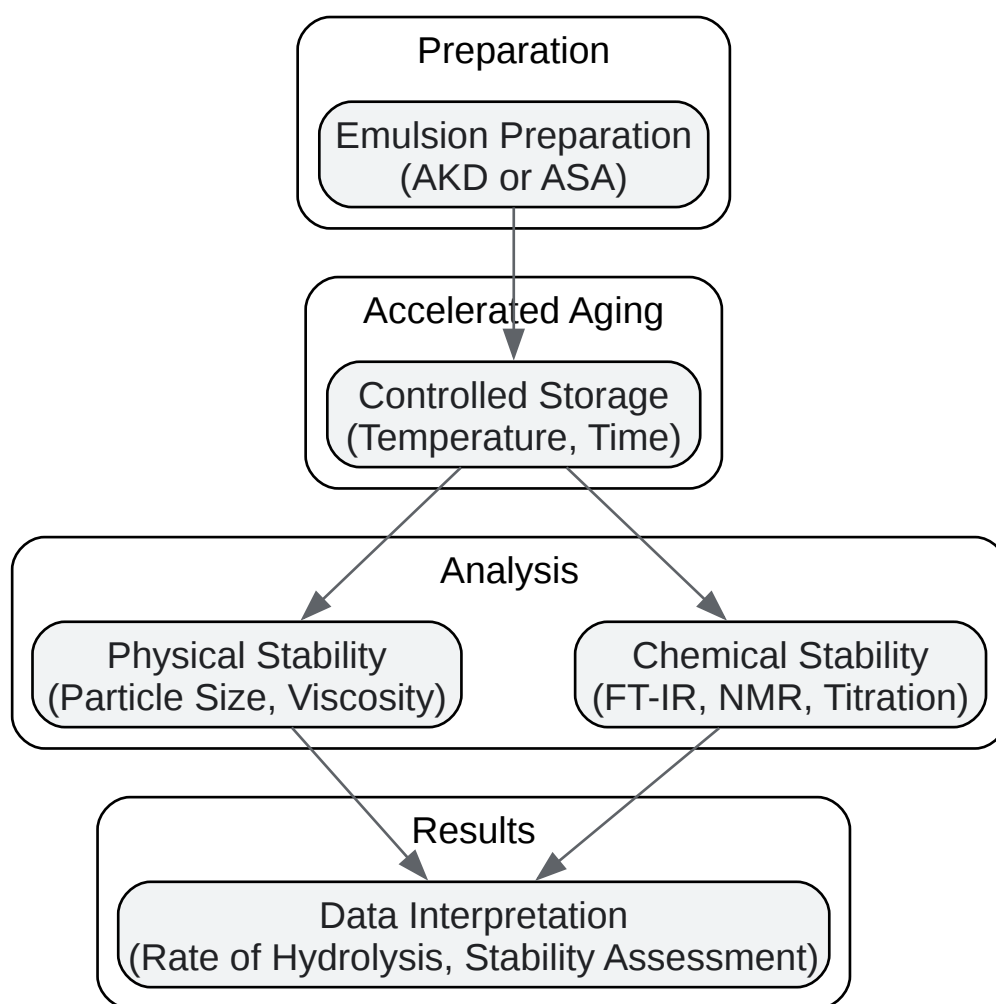 Preparation
Emulsion Preparation
(AKD or ASA)
Accelerated Aging
Controlled Storage
(Temperature, Time)
Analysis
Physical Stability
(Particle Size, Viscosity)
Chemical Stability
(FT-IR, NMR, Titration)
Results
Data Interpretation
(Rate of Hydrolysis, Stability Assessment)